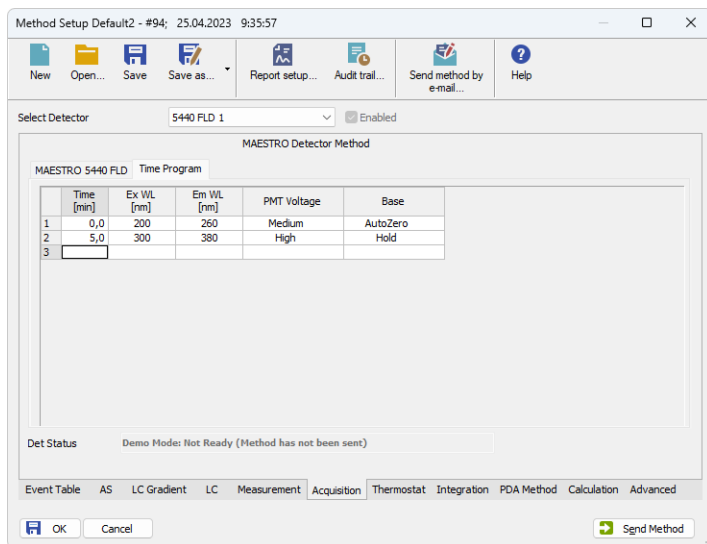 Method Setup Default2 - #94; 25.04.2023 9:35:57
New Open... Save Save as... Report setup... Audit trail... Send method by e-mail... Help
Select Detector 5440 FLD 1 Enabled
MAESTRO Detector Method
MAESTRO 5440 FLD Time Program
Time [min] Ex WL [nm] Em WL [nm] PMT Voltage Base
1 0,0 200 260 Medium AutoZero
2 5,0 300 380 High Hold
3
Det Status Demo Mode: Not Ready (Method has not been sent)
Event Table AS LC Gradient LC Measurement Acquisition Thermostat Integration PDA Method Calculation Advanced
OK Cancel Send Method